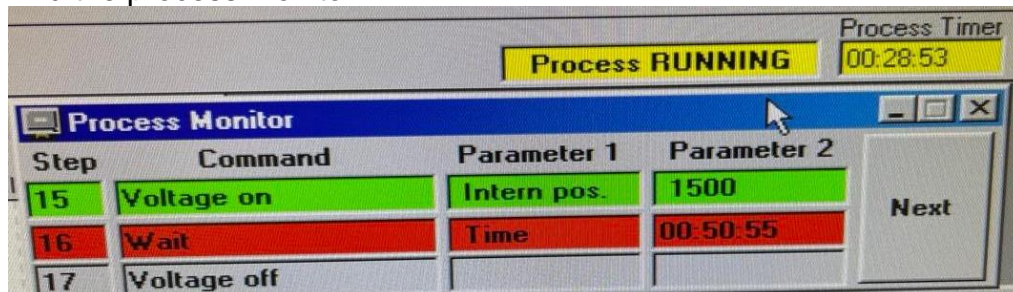 Process Timer
Process RUNNING 00:28:53
Process Monitor
Step Command Parameter 1 Parameter 2
15 Voltage on Intern pos. 1500
Next
16 Wait Time 00:50:55
17 Voltage off